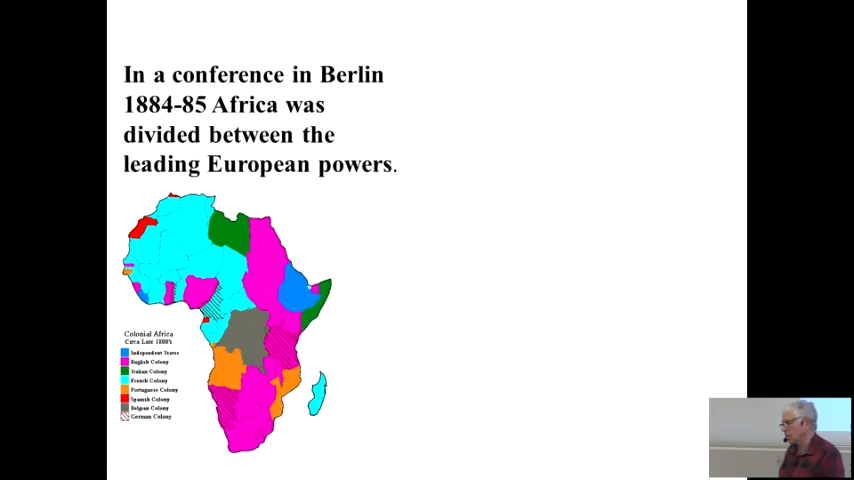 In a conference in Berlin
1884-85 Africa was
divided between the
leading European powers.
Colonial Africa
Circa Late 1800's
Independent States
English Colony
Italian Colony
French Colony
Portuguese Colony
Spanish Colony
Belgian Colony
German Colony